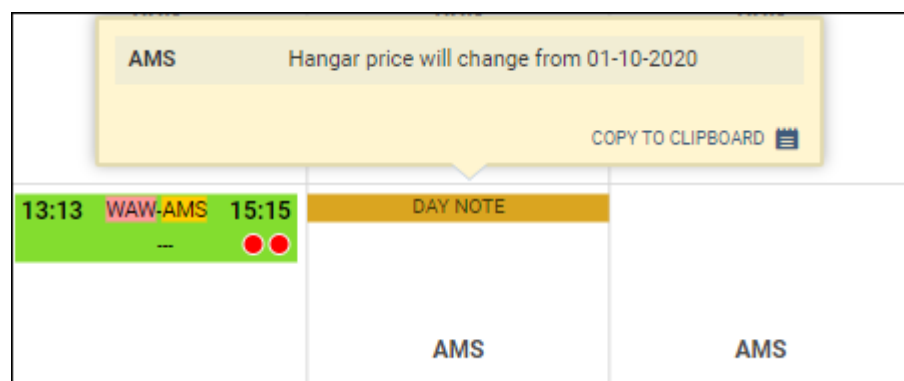 AMS Hangar price will change from 01-10-2020
COPY TO CLIPBOARD
13:13 WAW-AMS 15:15
DAY NOTE
---
AMS AMS